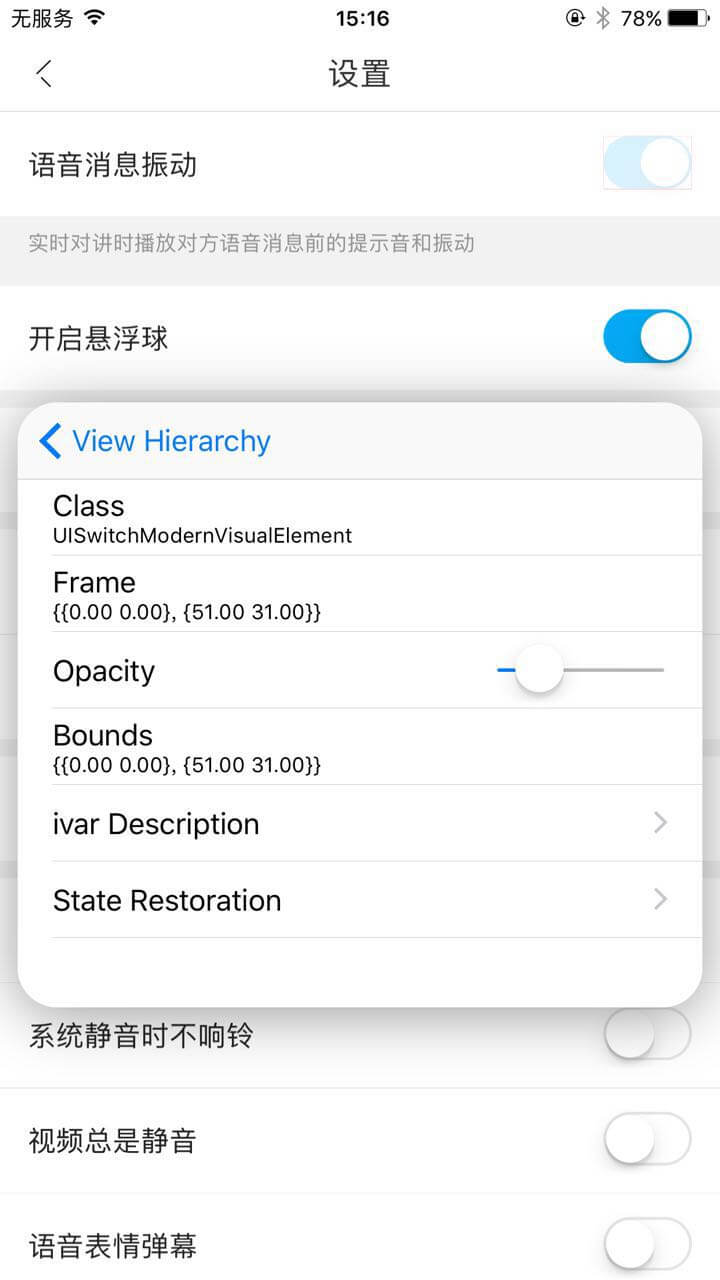 无服务 15:16 78%
设置
语音消息振动
实时对讲时播放对方语音消息前的提示音和振动
开启悬浮球
View Hierarchy
Class
UISwitchModernVisualElement
Frame
{{0.00 0.00}, {51.00 31.00}}
Opacity
Bounds
{{0.00 0.00}, {51.00 31.00}}
ivar Description
State Restoration
系统静音时不响铃
视频总是静音
语音表情弹幕